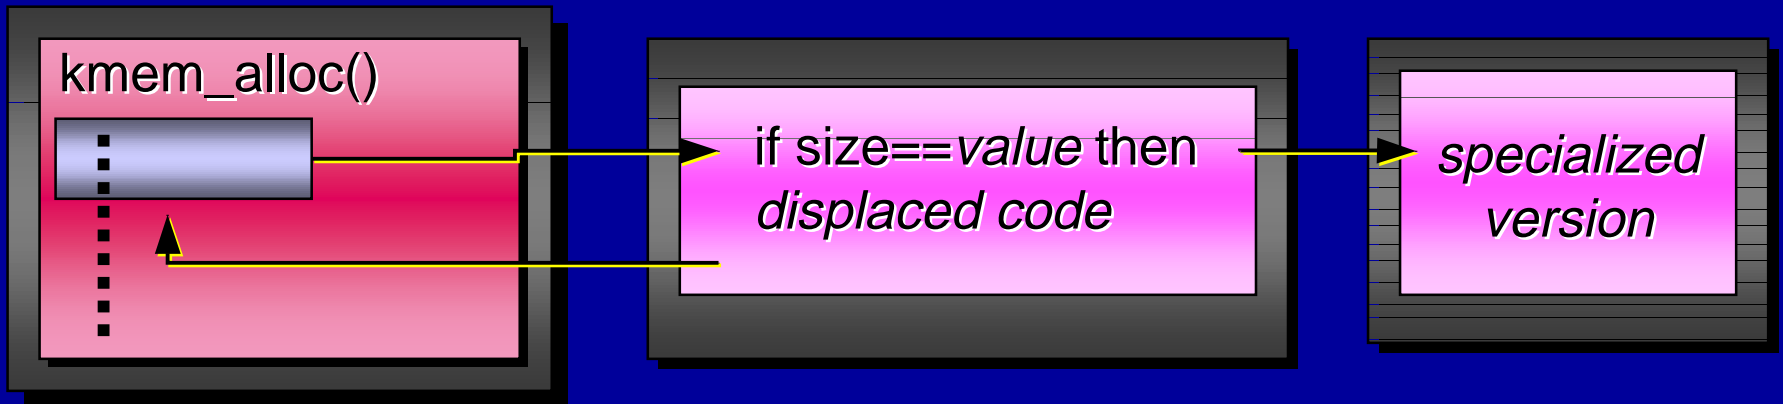 kmem_alloc()
if size==value then
displaced code
specialized
version